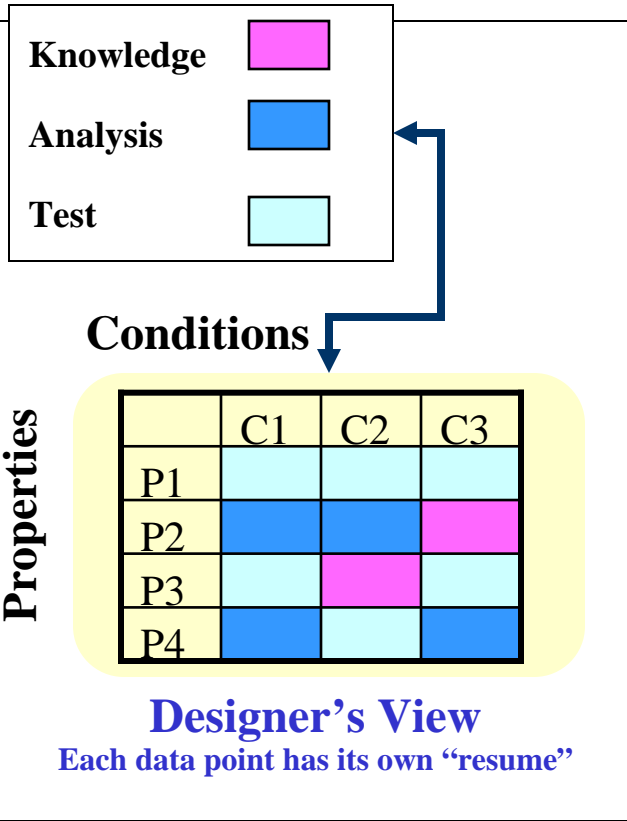 Knowledge
Analysis
Test
Conditions
Properties
C1 C2 C3
P1
P2
P3
P4
Designer’s View
Each data point has its own “resume”